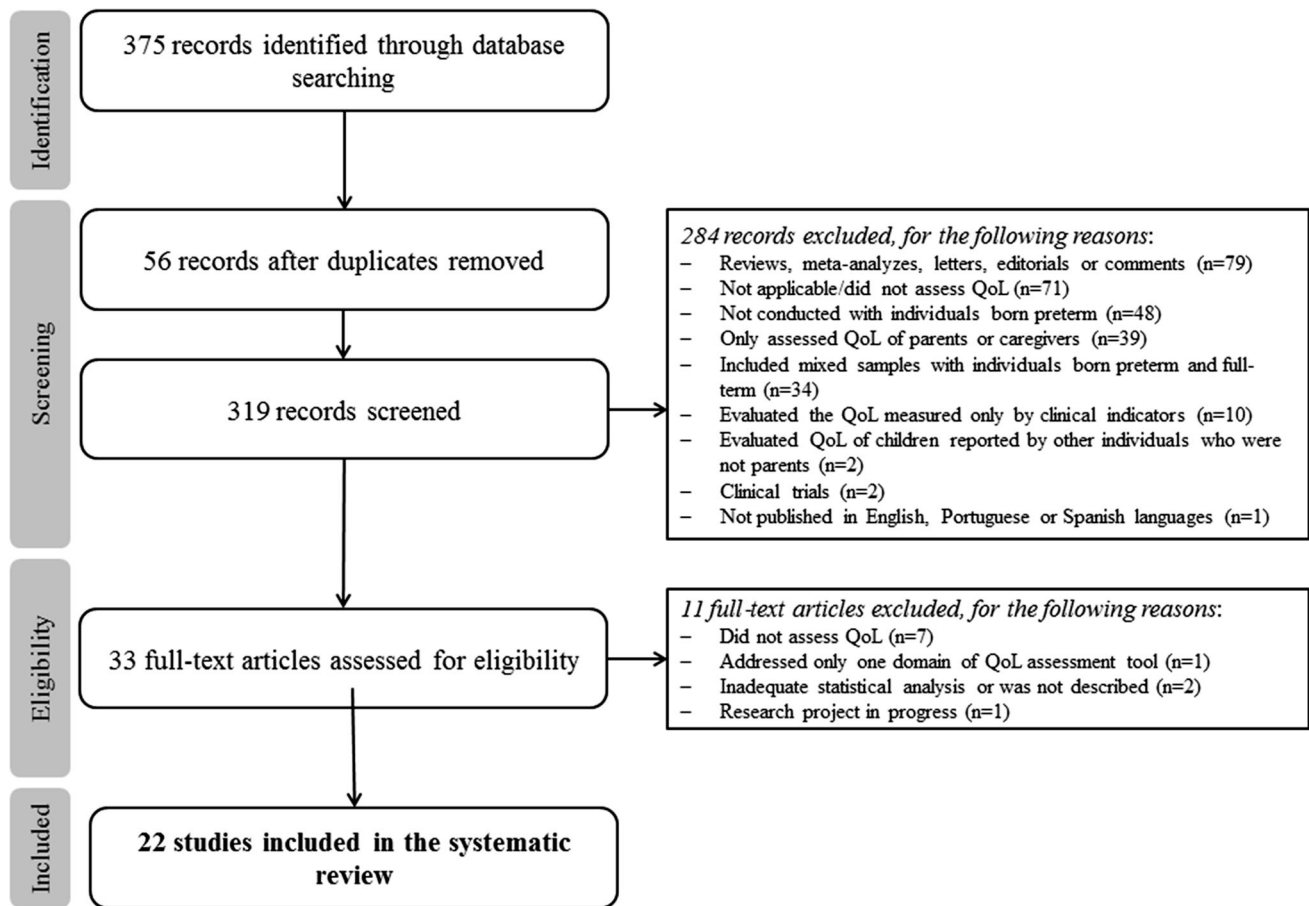 Identification
375 records identified through database
searching
Screening
56 records after duplicates removed
319 records screened
284 records excluded, for the following reasons:
– Reviews, meta-analyzes, letters, editorials or comments (n=79)
– Not applicable/did not assess QoL (n=71)
– Not conducted with individuals born preterm (n=48)
– Only assessed QoL of parents or caregivers (n=39)
– Included mixed samples with individuals born preterm and full-
term (n=34)
– Evaluated the QoL measured only by clinical indicators (n=10)
– Evaluated QoL of children reported by other individuals who were
not parents (n=2)
– Clinical trials (n=2)
– Not published in English, Portuguese or Spanish languages (n=1)
Eligibility
33 full-text articles assessed for eligibility
11 full-text articles excluded, for the following reasons:
– Did not assess QoL (n=7)
– Addressed only one domain of QoL assessment tool (n=1)
– Inadequate statistical analysis or was not described (n=2)
– Research project in progress (n=1)
Included
22 studies included in the systematic
review